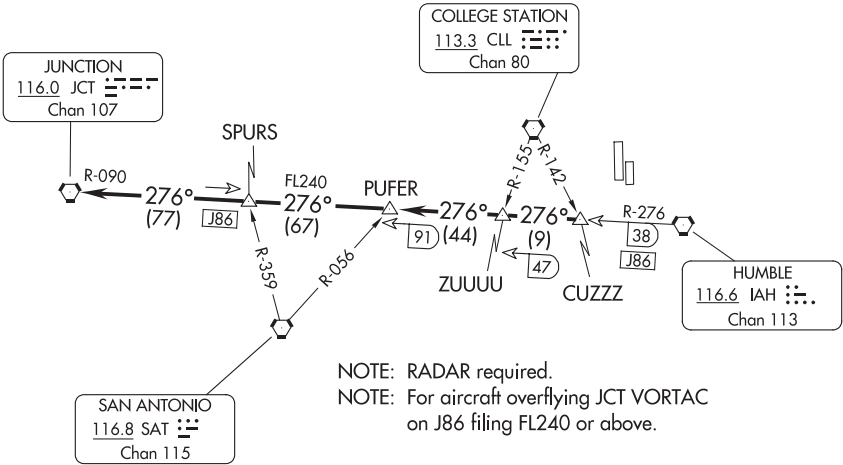 COLLEGE STATION
113.3 CLL
Chan 80
JUNCTION
116.0 JCT
Chan 107
SPURS
R-155
R-142
R-090
276°
(77)
J86
FL240
276°
(67)
PUFER
91
276°
(44)
276°
(9)
47
ZUUUU
CUZZZ
R-276
38
J86
R-359
R-056
HUMBLE
116.6 IAH
Chan 113
SAN ANTONIO
116.8 SAT
Chan 115
NOTE: RADAR required.
NOTE: For aircraft overflying JCT VORTAC
on J86 filing FL240 or above.